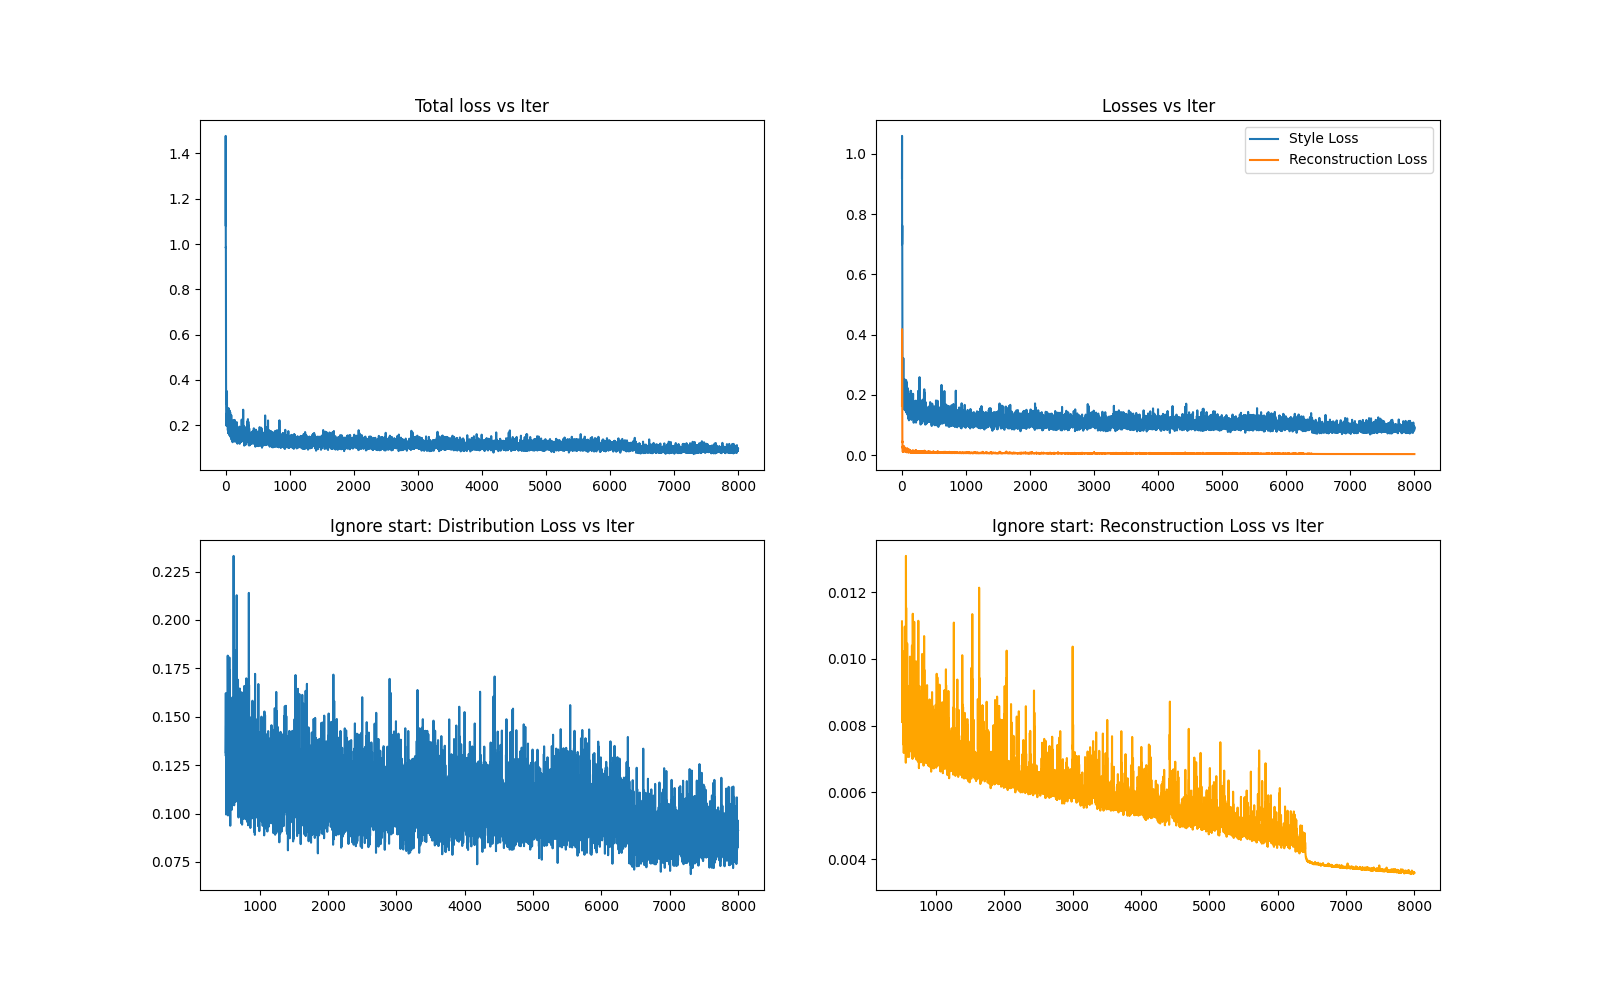 Total loss vs Iter
1.4
1.2
1.0
0.8
0.6
0.4
0.2
0 1000 2000 3000 4000 5000 6000 7000 8000
Losses vs Iter
Style Loss
Reconstruction Loss
1.0
0.8
0.6
0.4
0.2
0.0
0 1000 2000 3000 4000 5000 6000 7000 8000
Ignore start: Distribution Loss vs Iter
0.225
0.200
0.175
0.150
0.125
0.100
0.075
1000 2000 3000 4000 5000 6000 7000 8000
Ignore start: Reconstruction Loss vs Iter
0.012
0.010
0.008
0.006
0.004
1000 2000 3000 4000 5000 6000 7000 8000